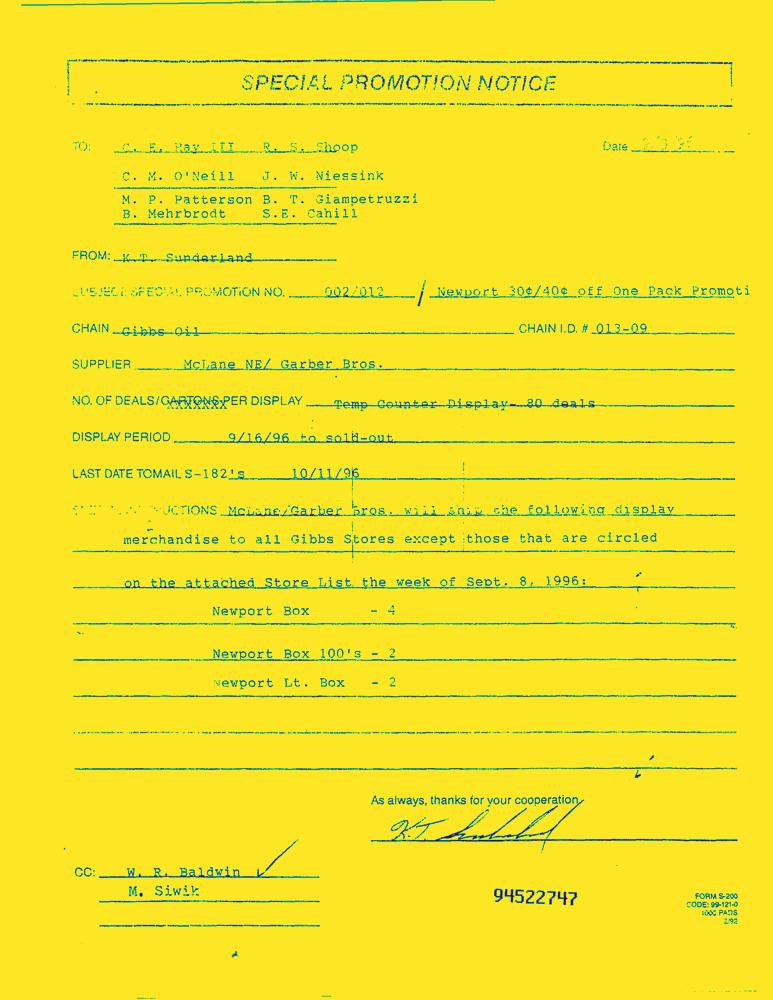 SPECIAL PROMOTION NOTICE
TO: C. E. Ray III R. S. Shoop Date
C. M. O'Neill J. W. Niessink
M. P. Patterson B. T. Giampetruzzi
B. Mehrbrodt S.E. Cahill
FROM: K.T. Sunderland
SUBJECT: SPECIAL PROMOTION NO. 002/012 / Newport 30¢/40¢ off One Pack Promoti
CHAIN Gibbs Oil CHAIN I.D. # 013-09
SUPPLIER McLane NE/ Garber Bros.
NO. OF DEALS/CARTONS PER DISPLAY Temp Counter Display- 80 deals
DISPLAY PERIOD 9/16/96 to sold-out
LAST DATE TO MAIL S-182's 10/11/96
McLane/Garber Bros. will ship the following display
merchandise to all Gibbs Stores except those that are circled
on the attached Store List the week of Sept. 8, 1996:
Newport Box - 4
Newport Box 100's - 2
Newport Lt. Box - 2
As always, thanks for your cooperation,
CC: W. R. Baldwin ✓
M. Siwik
94522747
FORM S-200
CODE: 99-121-0
100C PADS
2/92